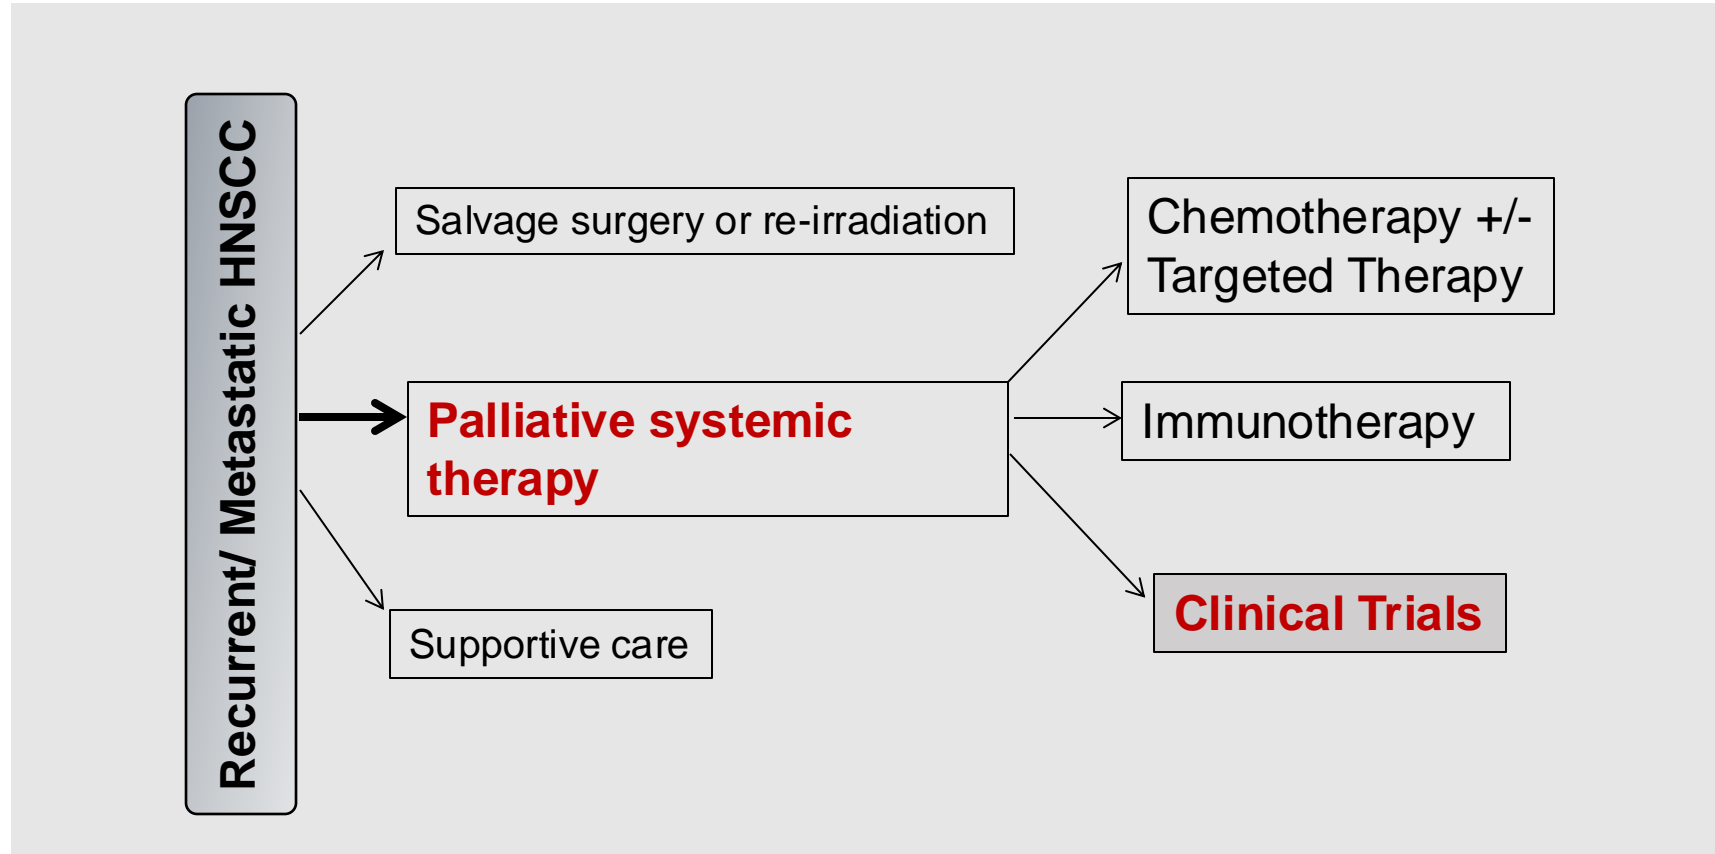 Recurrent/ Metastatic HNSCC
Salvage surgery or re-irradiation
Palliative systemic
therapy
Supportive care
Chemotherapy +/-
Targeted Therapy
Immunotherapy
Clinical Trials